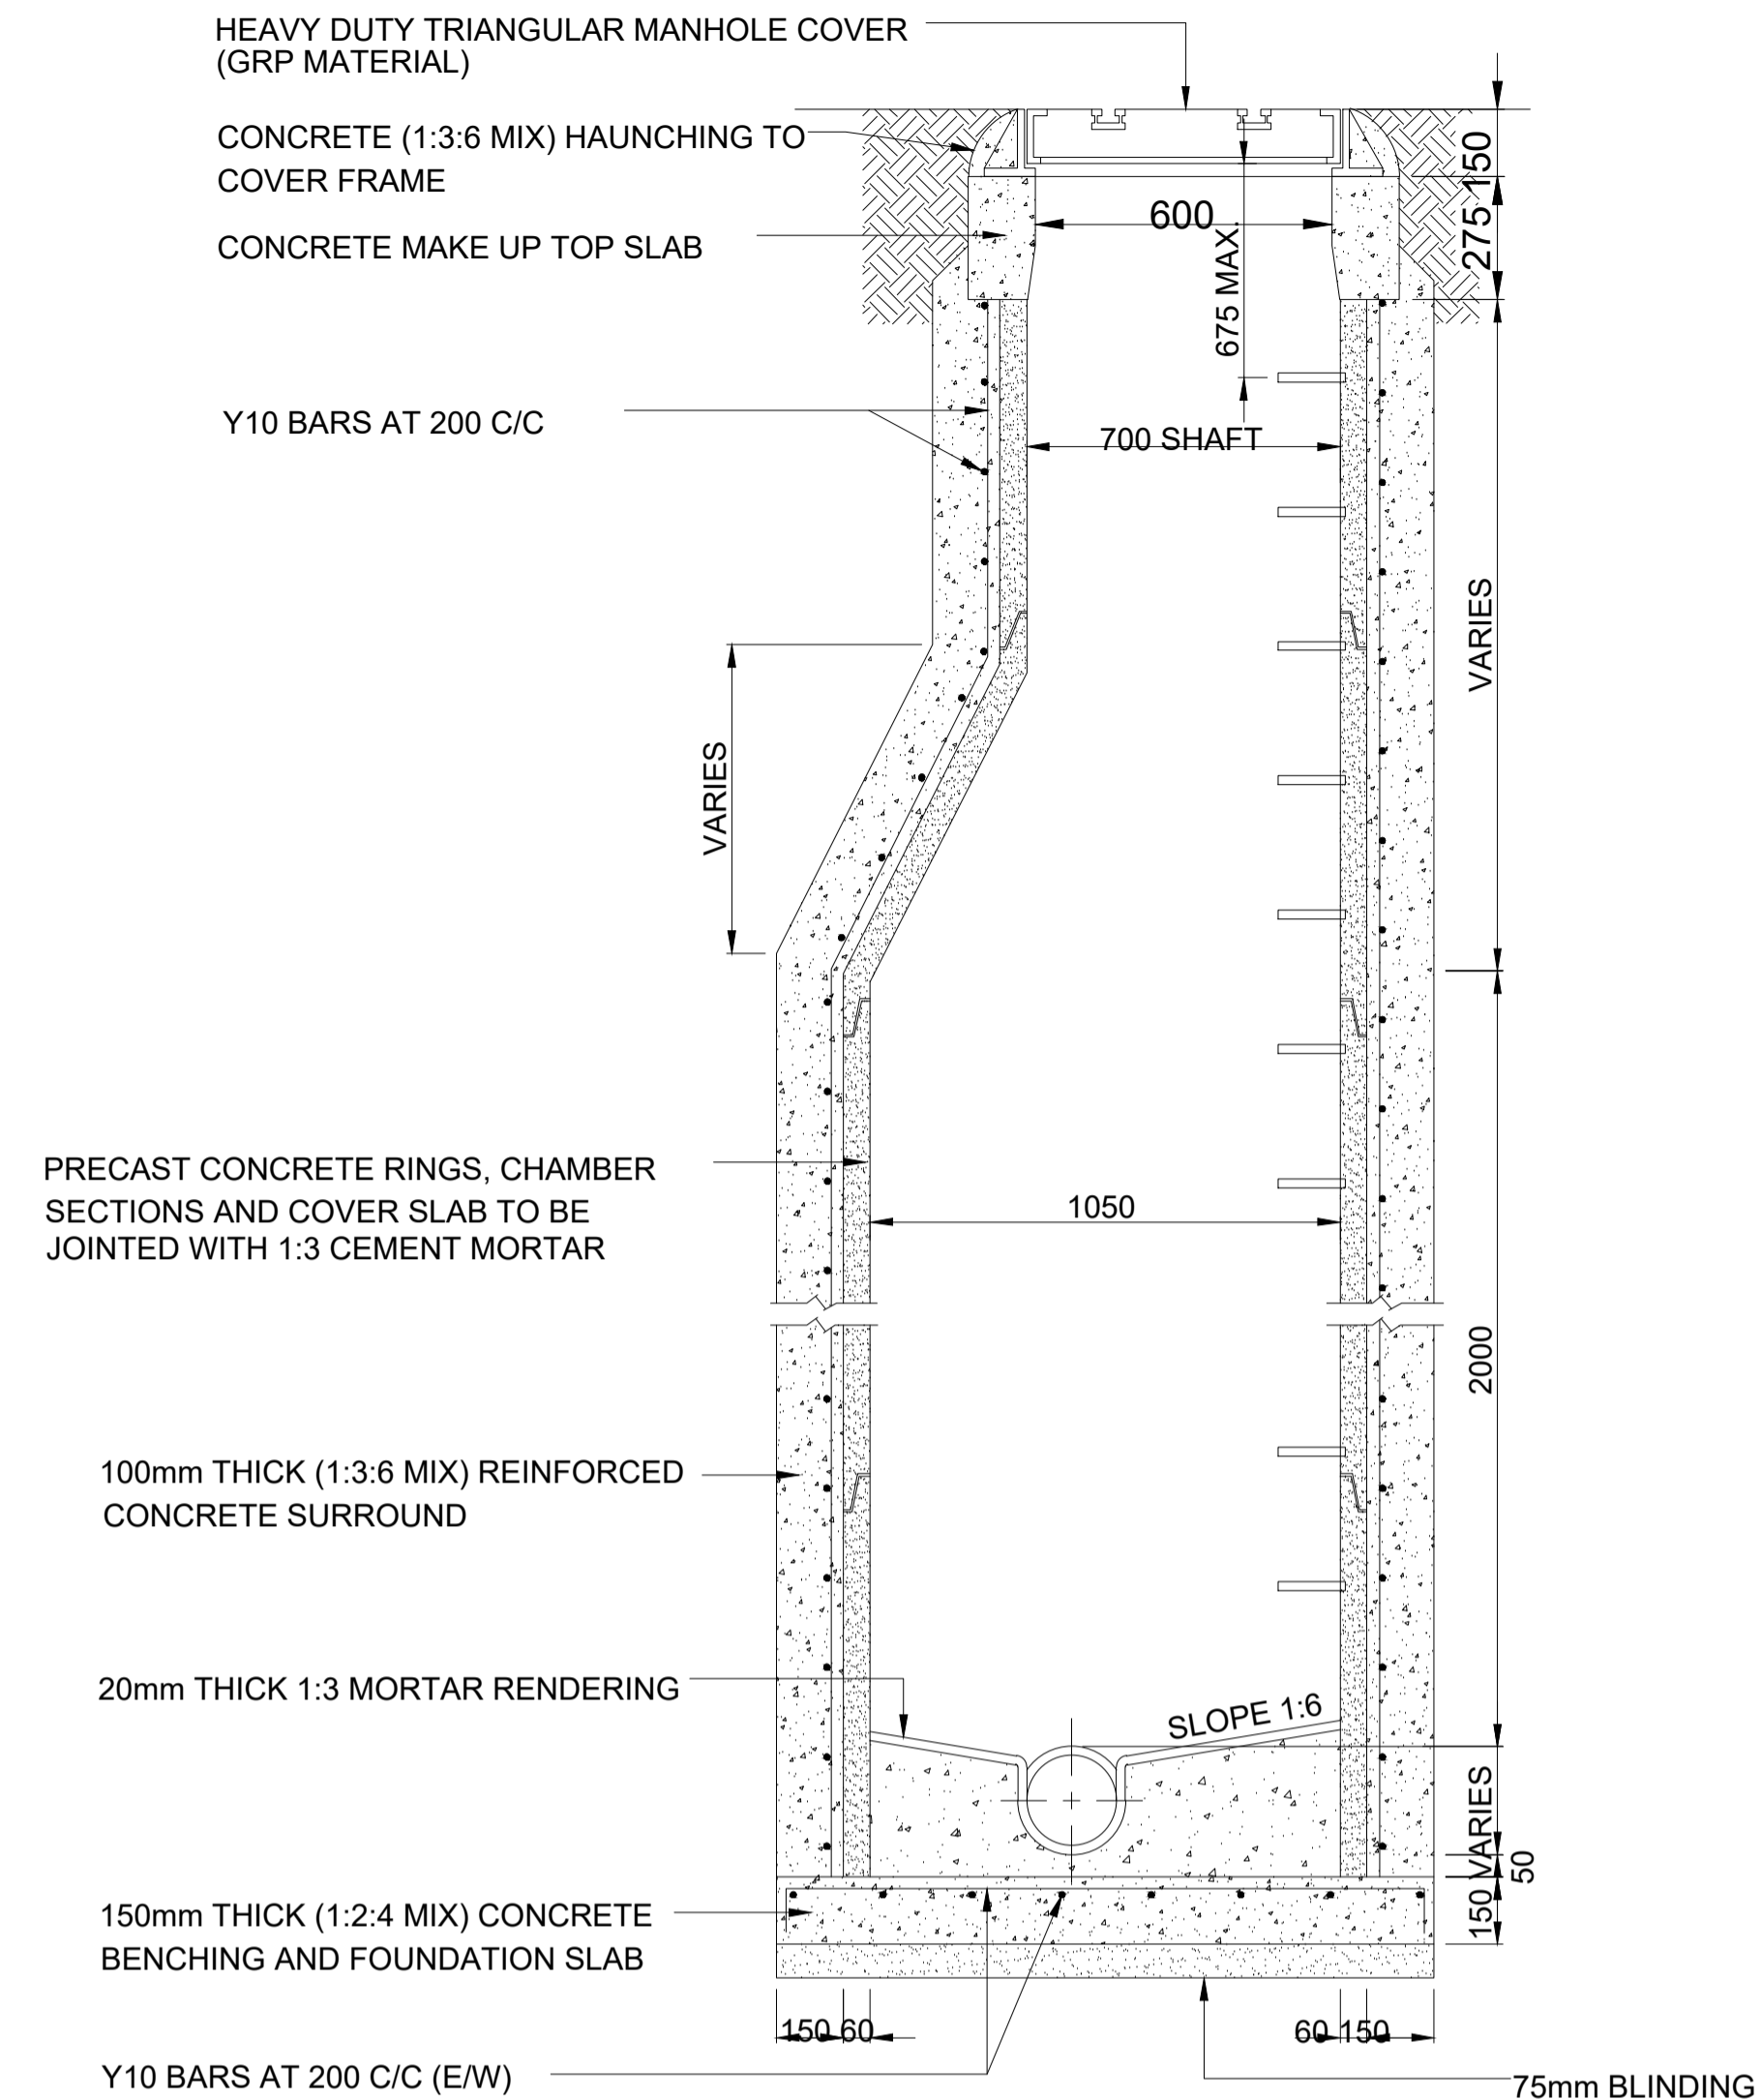 HEAVY DUTY TRIANGULAR MANHOLE COVER
(GRP MATERIAL)
CONCRETE (1:3:6 MIX) HAUNCHING TO
COVER FRAME
CONCRETE MAKE UP TOP SLAB
600
675 MAX.
150
275
Y10 BARS AT 200 C/C
700 SHAFT
VARIES
VARIES
PRECAST CONCRETE RINGS, CHAMBER
SECTIONS AND COVER SLAB TO BE
JOINTED WITH 1:3 CEMENT MORTAR
1050
2000
100mm THICK (1:3:6 MIX) REINFORCED
CONCRETE SURROUND
20mm THICK 1:3 MORTAR RENDERING
SLOPE 1:6
VARIES
50
150
150mm THICK (1:2:4 MIX) CONCRETE
BENCHING AND FOUNDATION SLAB
150 60
60 150
Y10 BARS AT 200 C/C (E/W)
75mm BLINDING